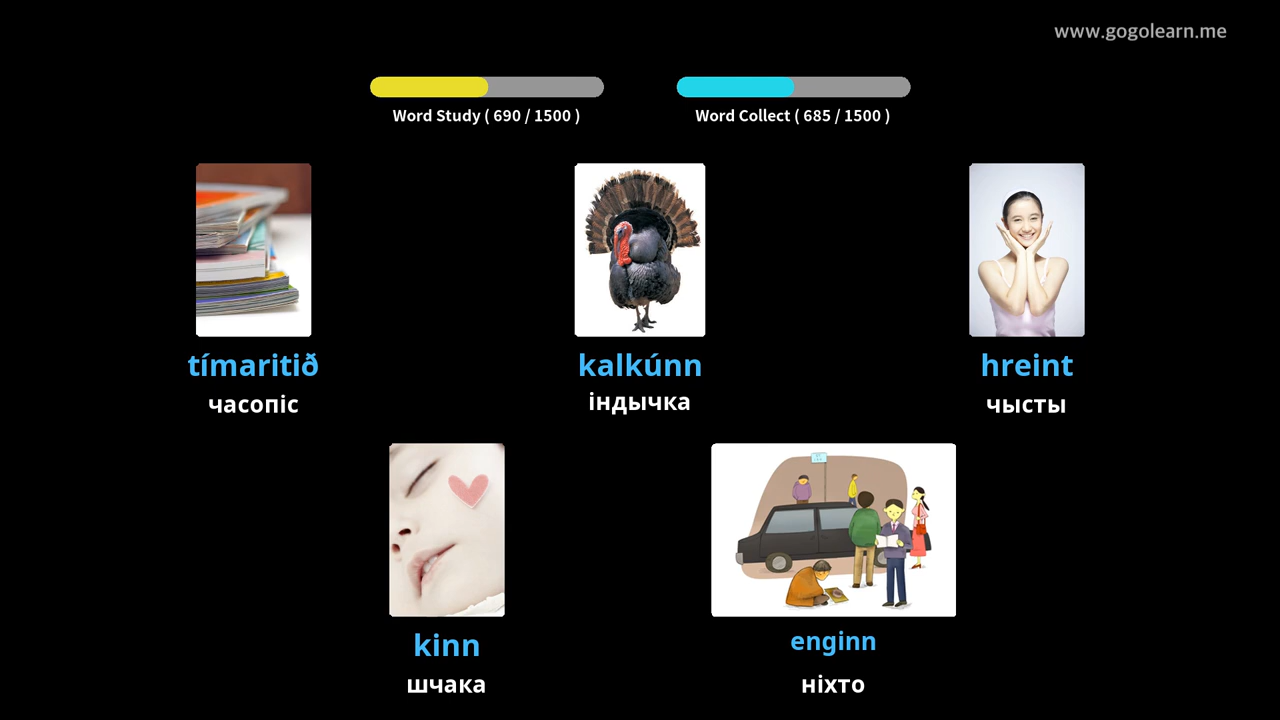 www.gogolearn.me
Word Study ( 690 / 1500 )
Word Collect ( 685 / 1500 )
tímaritið
часопіс
kalkúnn
індычка
hreint
чысты
kinn
шчака
enginn
ніхто